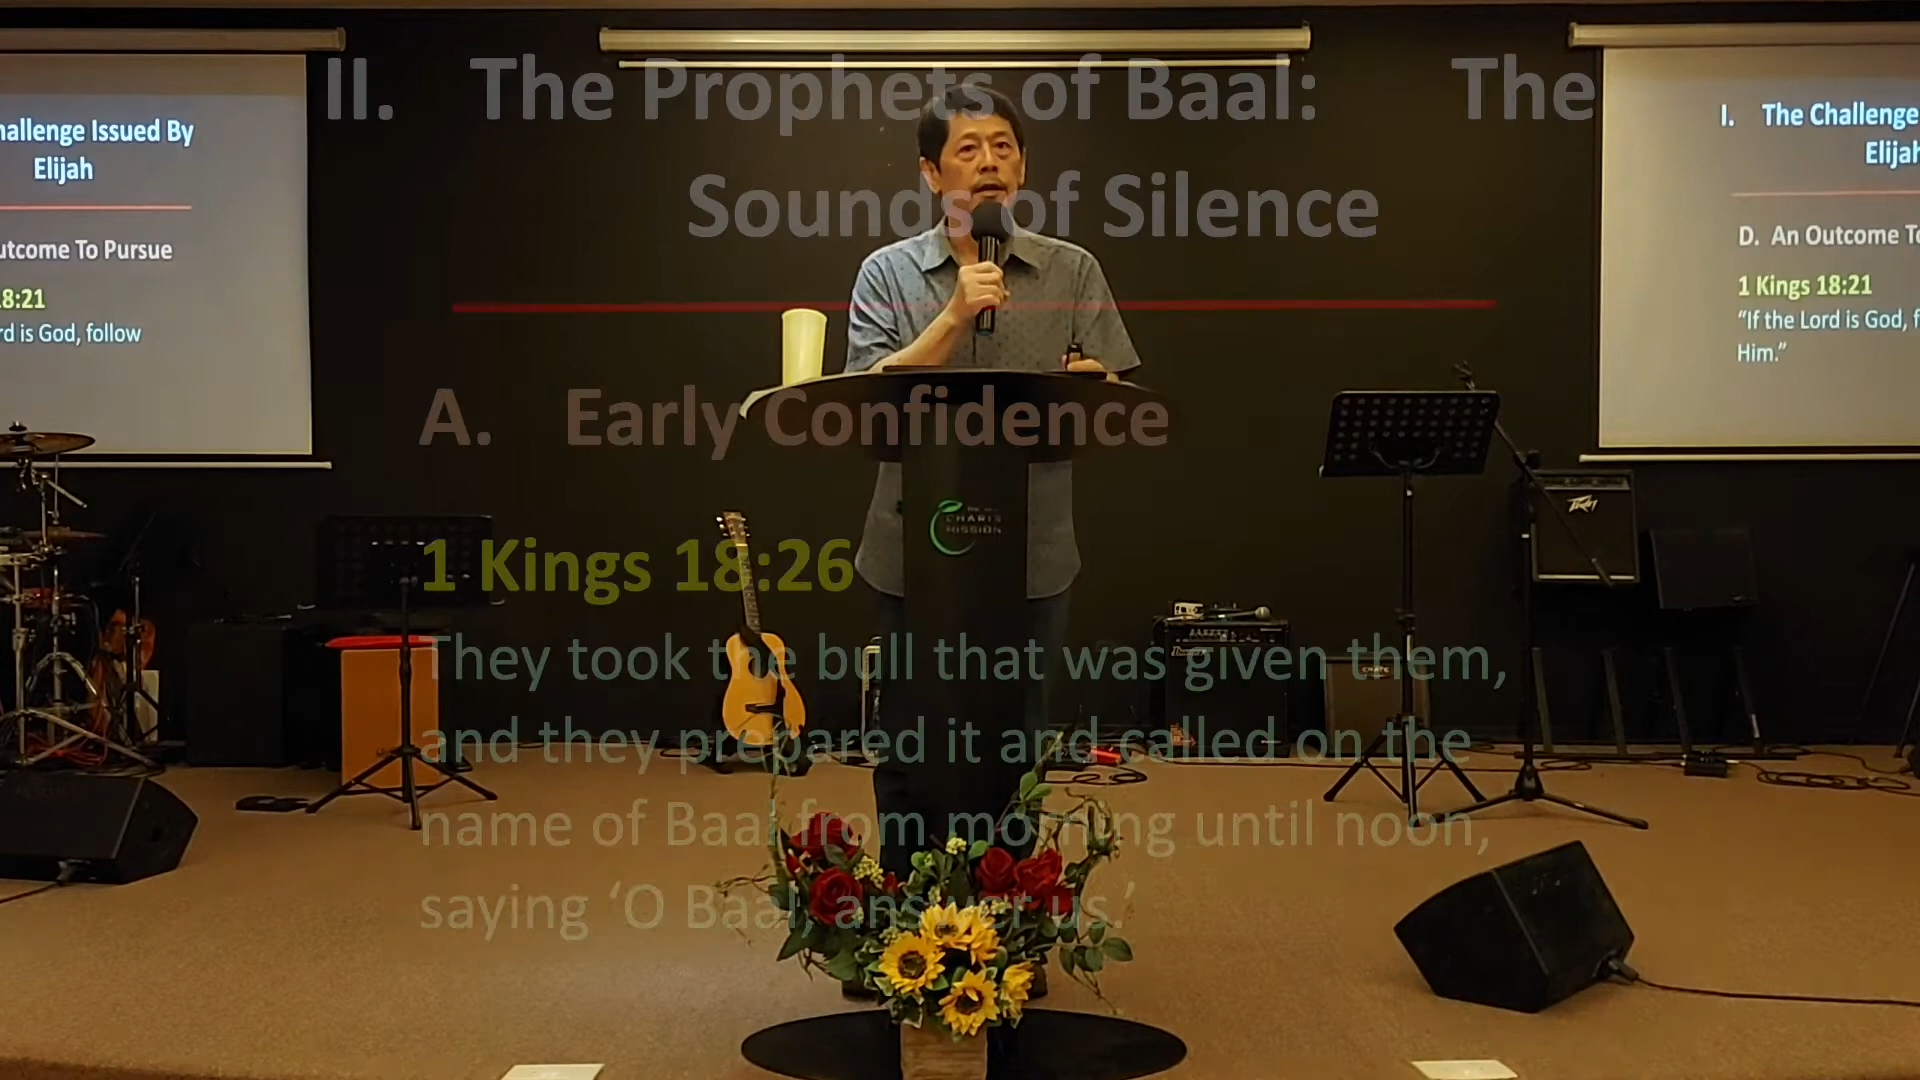 II. The Prophets of Baal: The
Sounds of Silence
A. Early Confidence
1 Kings 18:26
They took the bull that was given them,
and they prepared it and called on the
name of Baal from morning until noon,
saying ‘O Baal, answer us.’
hallenge Issued By
Elijah
utcome To Pursue
8:21
rd is God, follow
I. The Challenge
Elijah
D. An Outcome To
1 Kings 18:21
“If the Lord is God, f
Him.”
CHARIS
MISSION
PEAVEY
CRATE